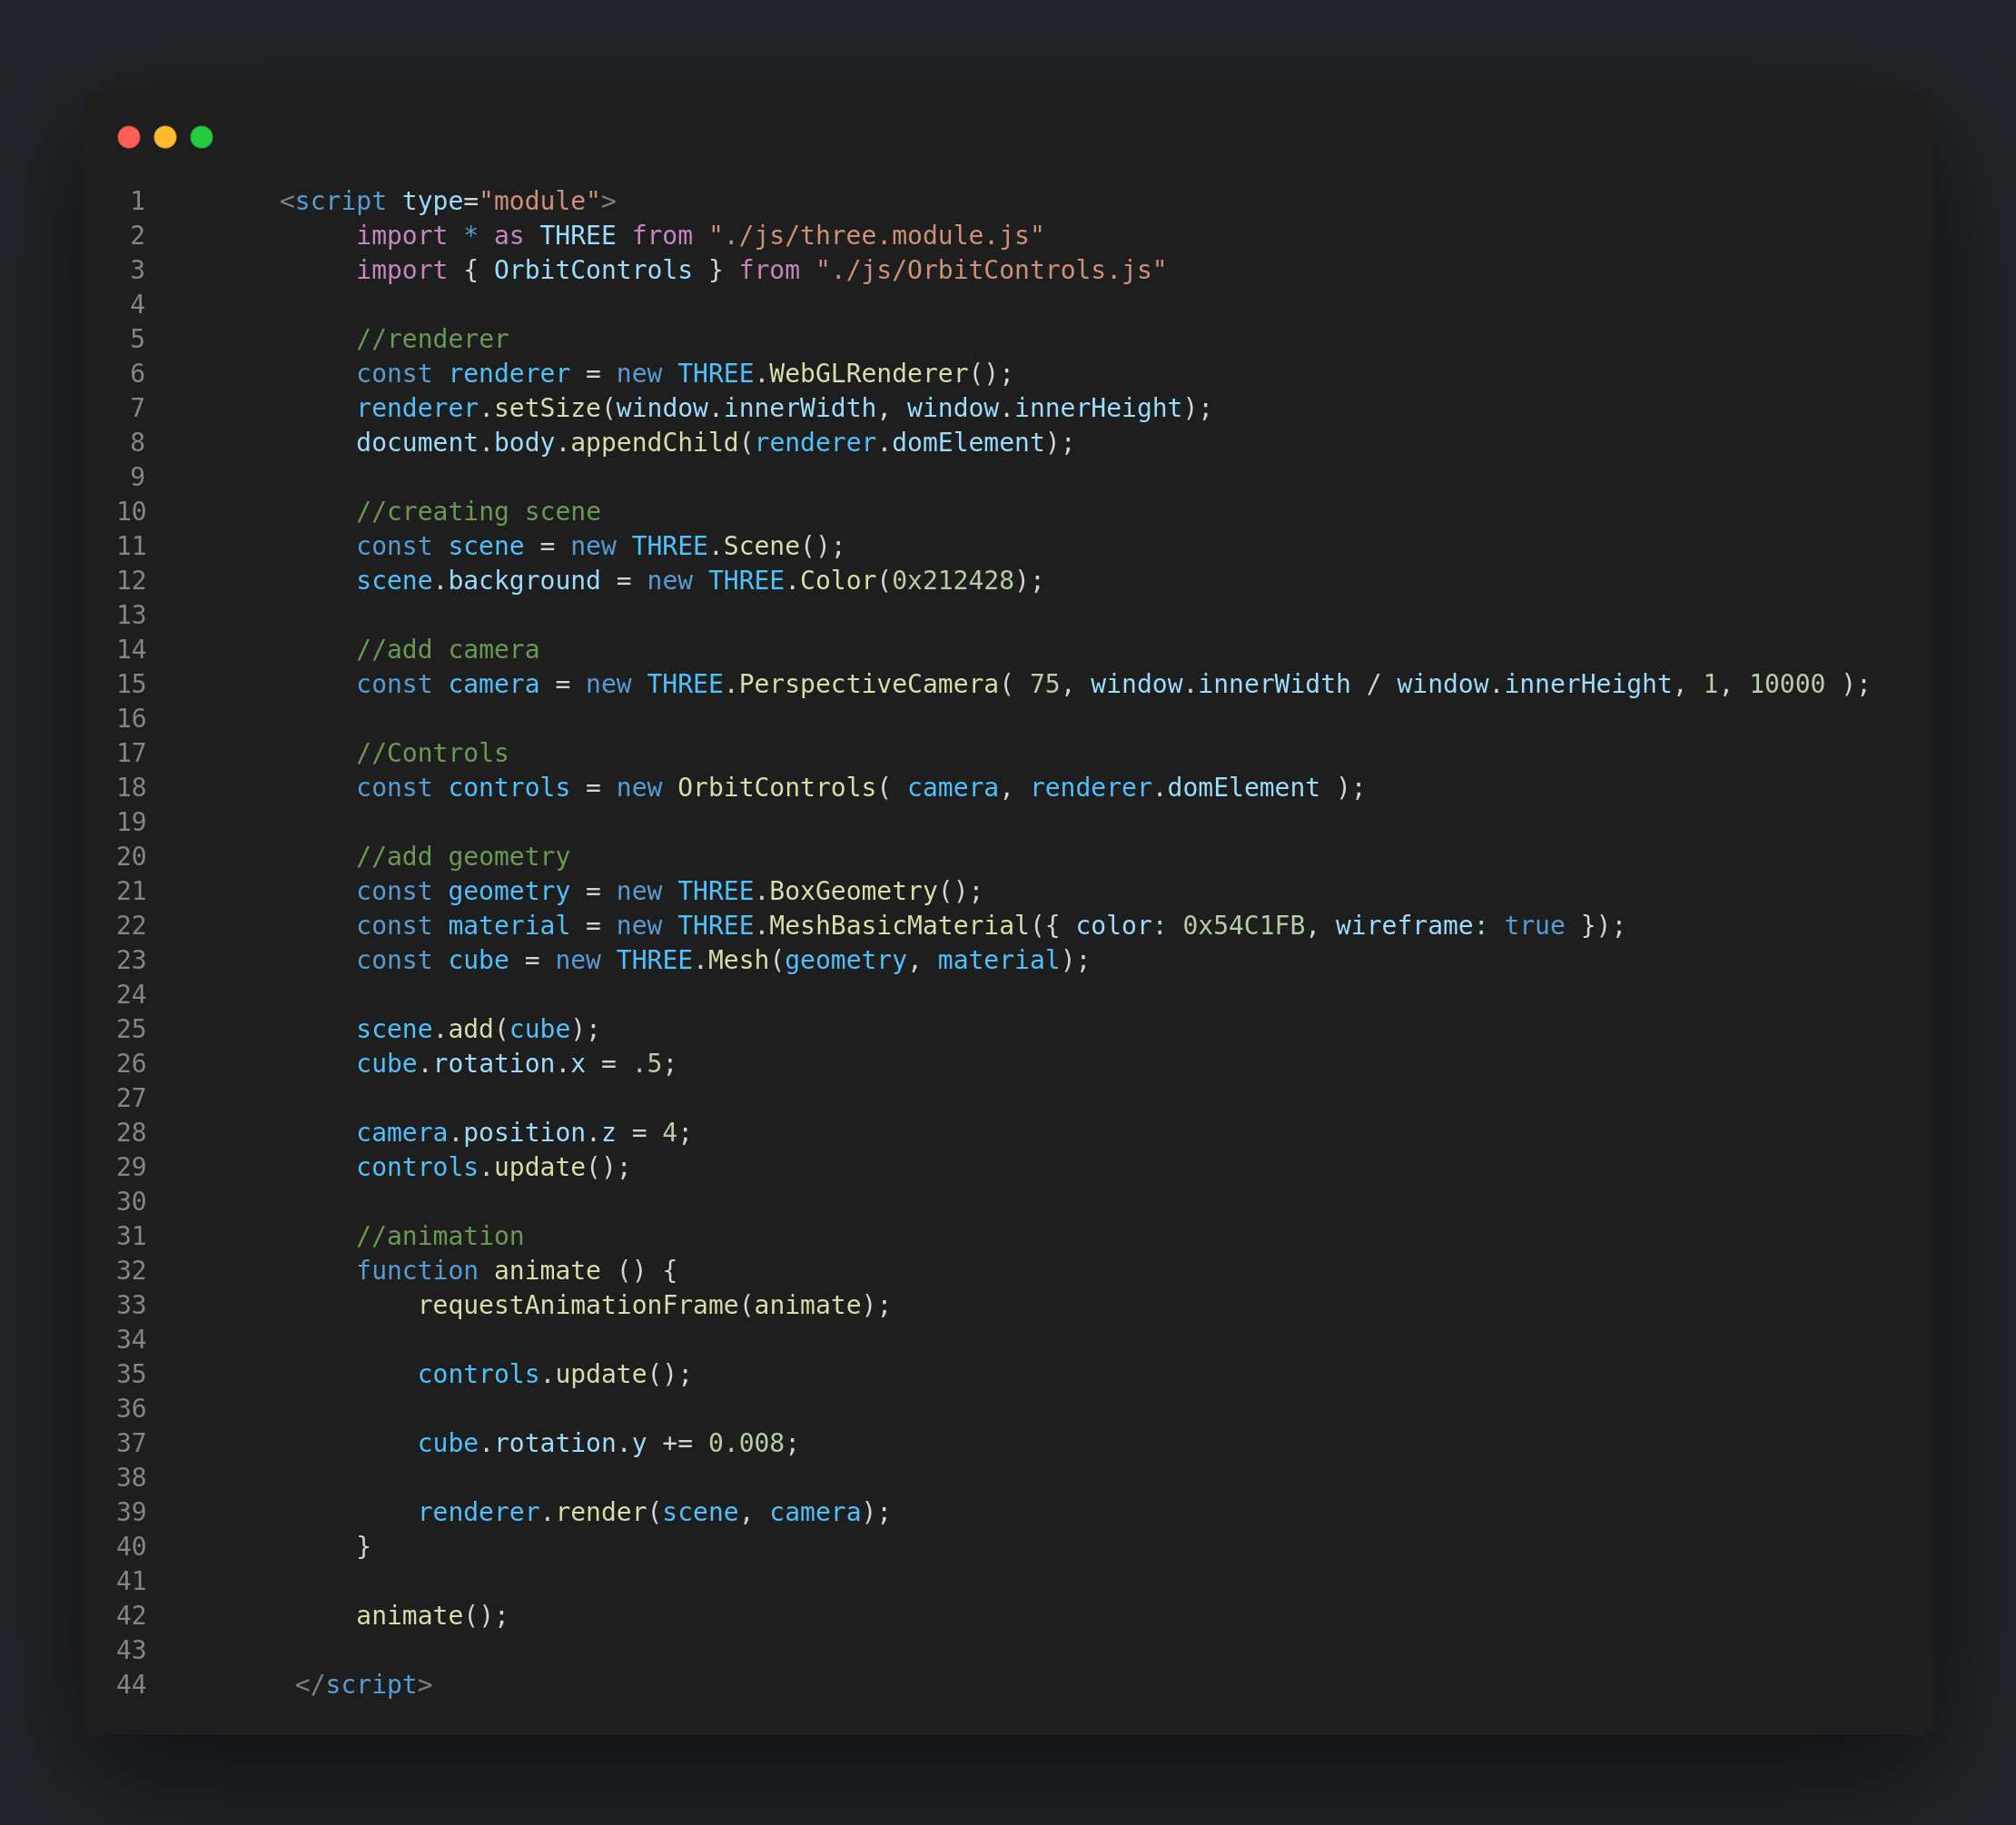 1 <script type="module">
2 import * as THREE from "./js/three.module.js"
3 import { OrbitControls } from "./js/OrbitControls.js"
4
5 //renderer
6 const renderer = new THREE.WebGLRenderer();
7 renderer.setSize(window.innerWidth, window.innerHeight);
8 document.body.appendChild(renderer.domElement);
9
10 //creating scene
11 const scene = new THREE.Scene();
12 scene.background = new THREE.Color(0x212428);
13
14 //add camera
15 const camera = new THREE.PerspectiveCamera( 75, window.innerWidth / window.innerHeight, 1, 10000 );
16
17 //Controls
18 const controls = new OrbitControls( camera, renderer.domElement );
19
20 //add geometry
21 const geometry = new THREE.BoxGeometry();
22 const material = new THREE.MeshBasicMaterial({ color: 0x54C1FB, wireframe: true });
23 const cube = new THREE.Mesh(geometry, material);
24
25 scene.add(cube);
26 cube.rotation.x = .5;
27
28 camera.position.z = 4;
29 controls.update();
30
31 //animation
32 function animate () {
33 requestAnimationFrame(animate);
34
35 controls.update();
36
37 cube.rotation.y += 0.008;
38
39 renderer.render(scene, camera);
40 }
41
42 animate();
43
44 </script>